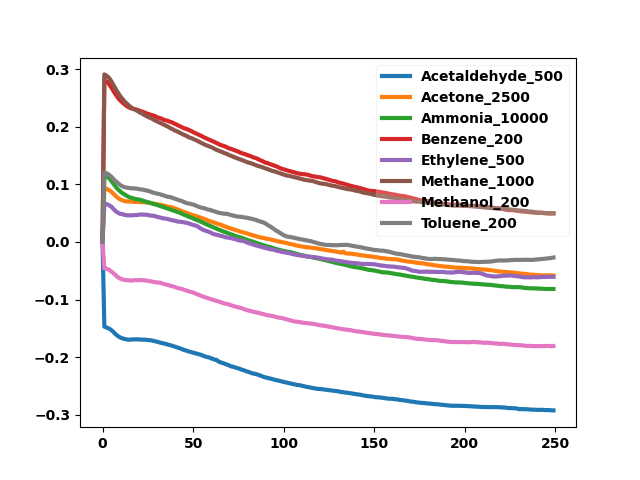 0.3
0.2
0.1
0.0
−0.1
−0.2
−0.3
0
50
100
150
200
250
Acetaldehyde_500
Acetone_2500
Ammonia_10000
Benzene_200
Ethylene_500
Methane_1000
Methanol_200
Toluene_200